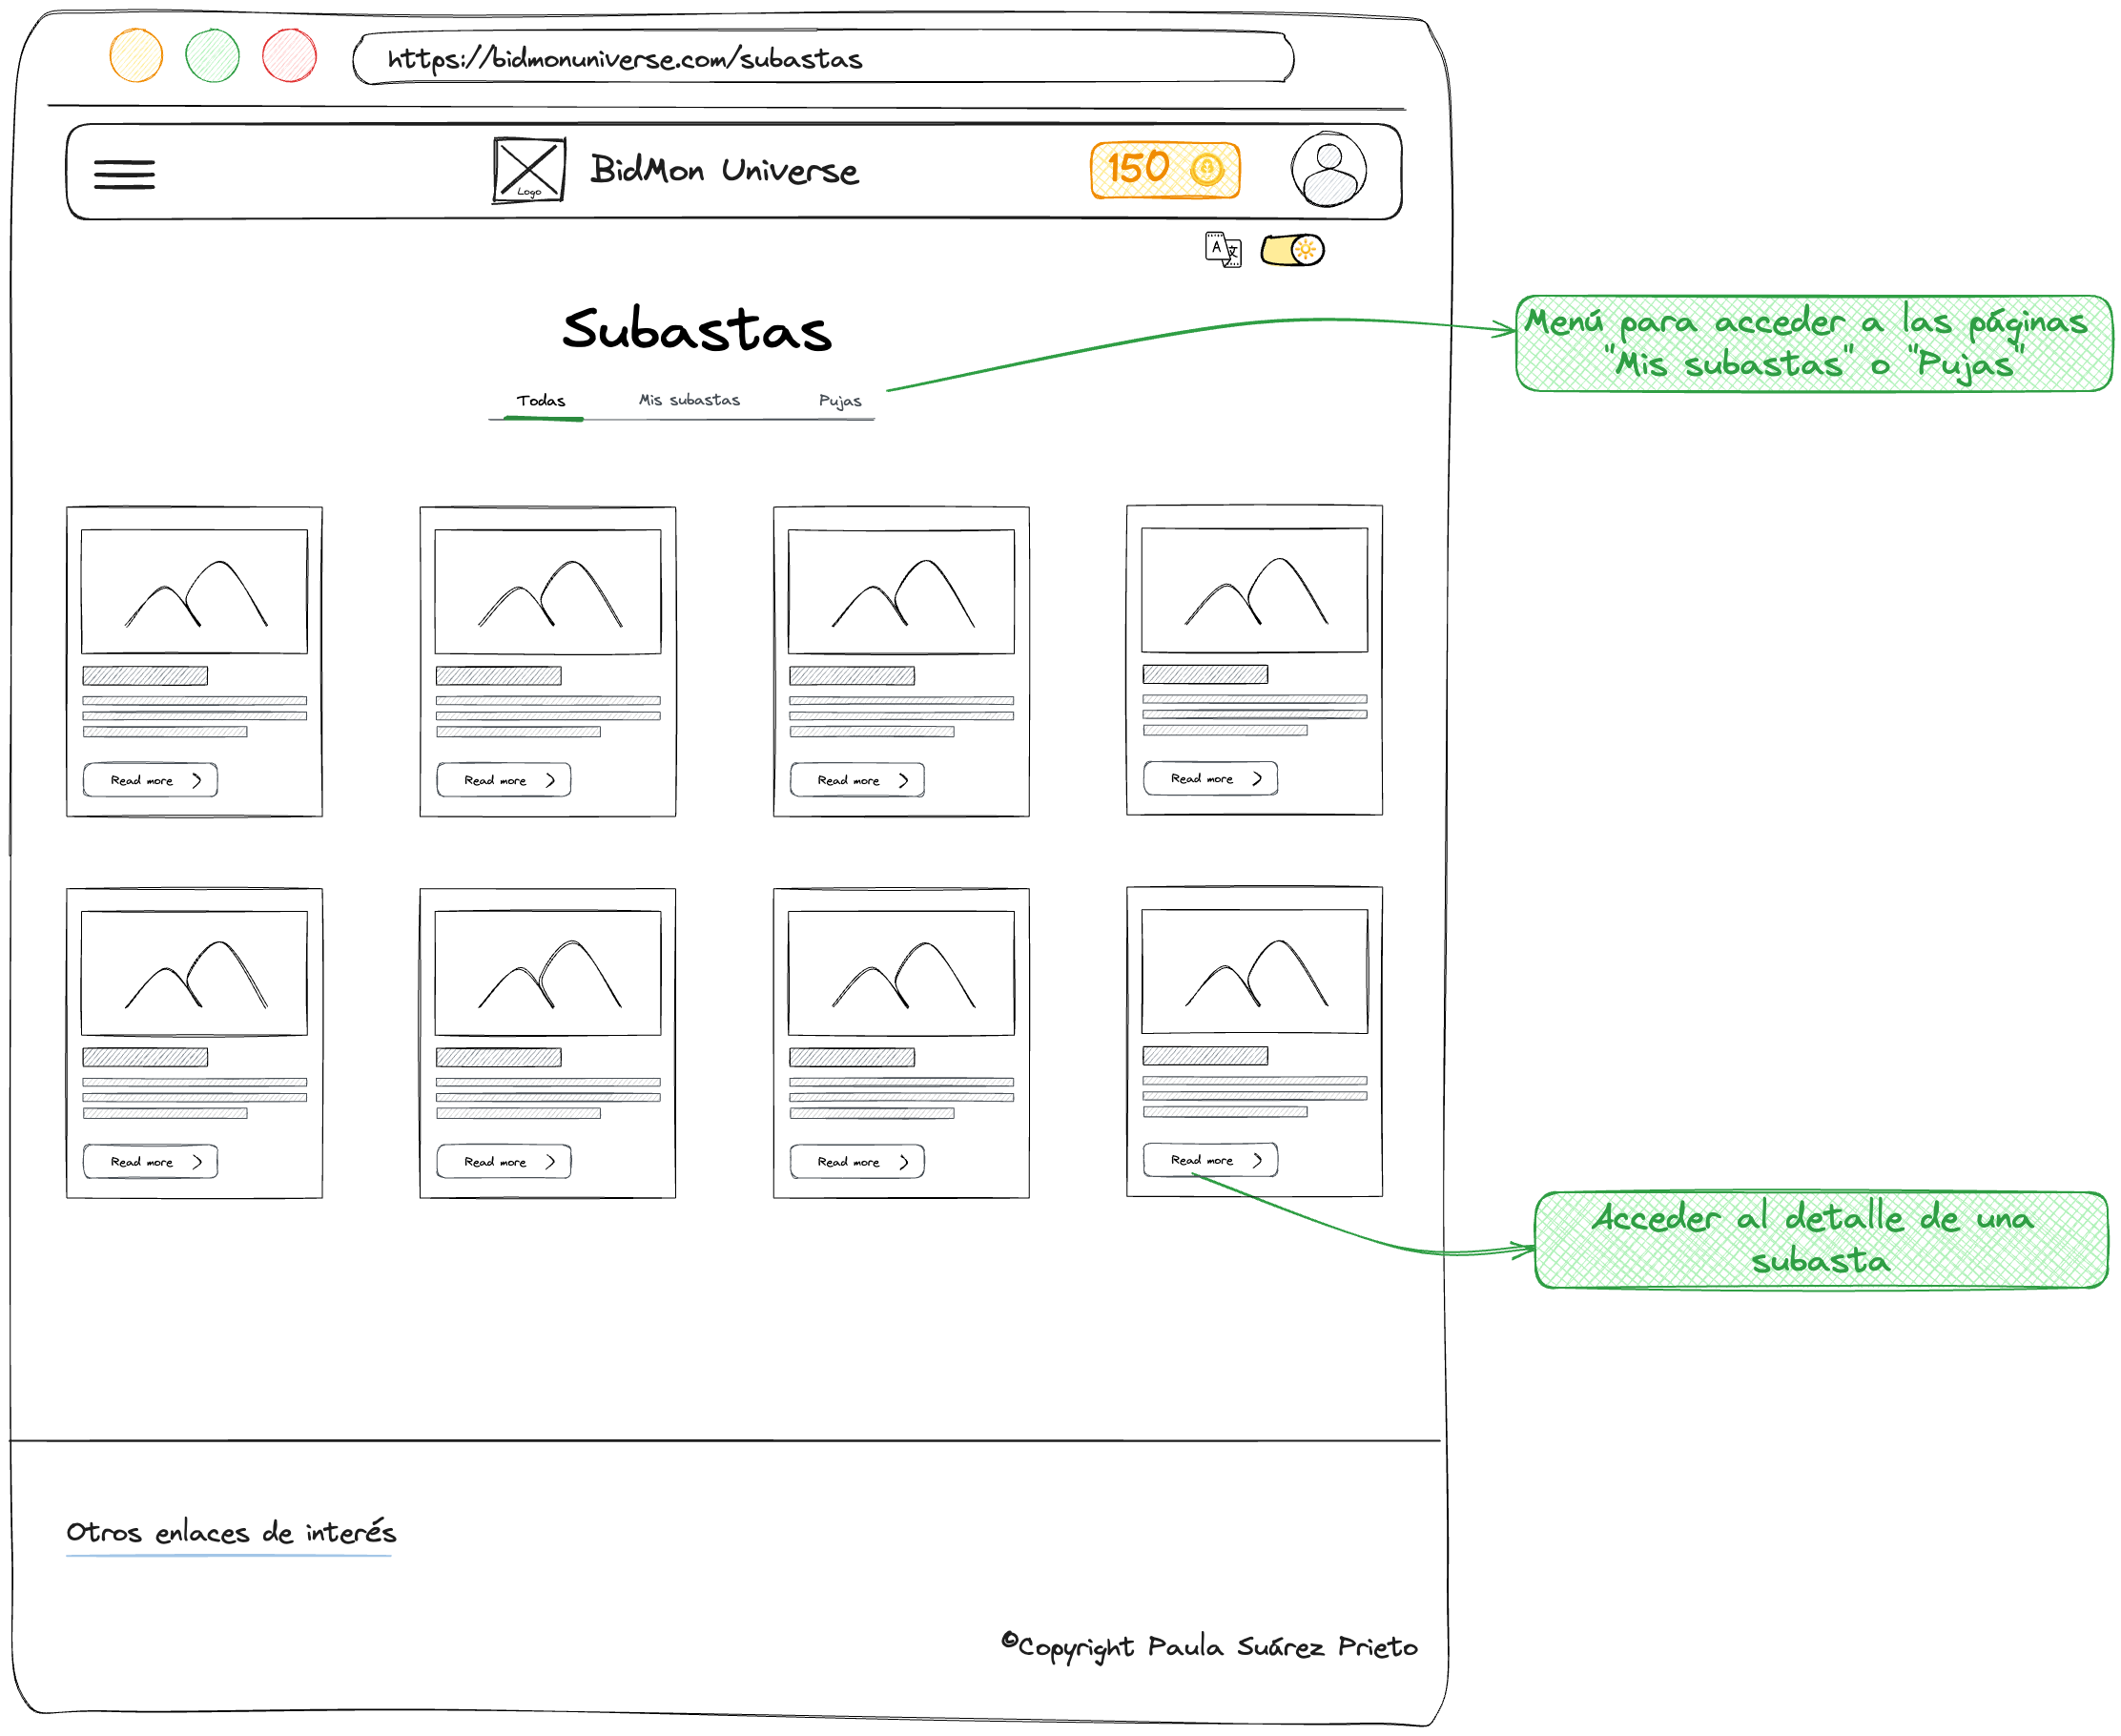 https://bidmonuniverse.com/subastas
Logo
BidMon Universe
150
A 文
Subastas
Menú para acceder a las páginas
"Mis subastas" o "Pujas"
Todas Mis subastas Pujas
Read more
Read more
Read more
Read more
Read more
Read more
Read more
Read more
Acceder al detalle de una
subasta
Otros enlaces de interés
©Copyright Paula Suárez Prieto